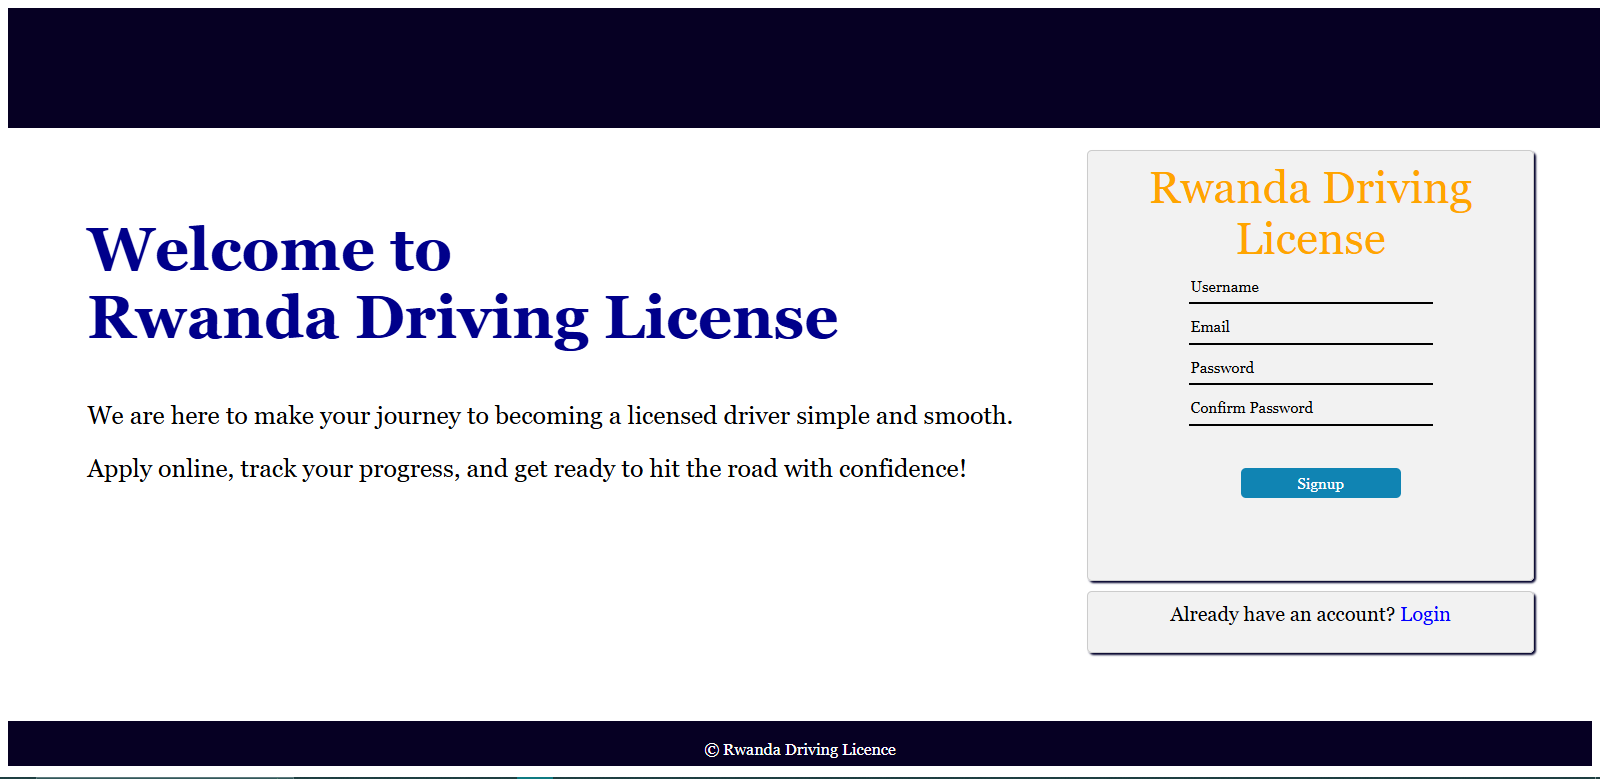 Welcome to
Rwanda Driving License
We are here to make your journey to becoming a licensed driver simple and smooth.
Apply online, track your progress, and get ready to hit the road with confidence!
Rwanda Driving
License
Username
Email
Password
Confirm Password
Signup
Already have an account? Login
© Rwanda Driving Licence